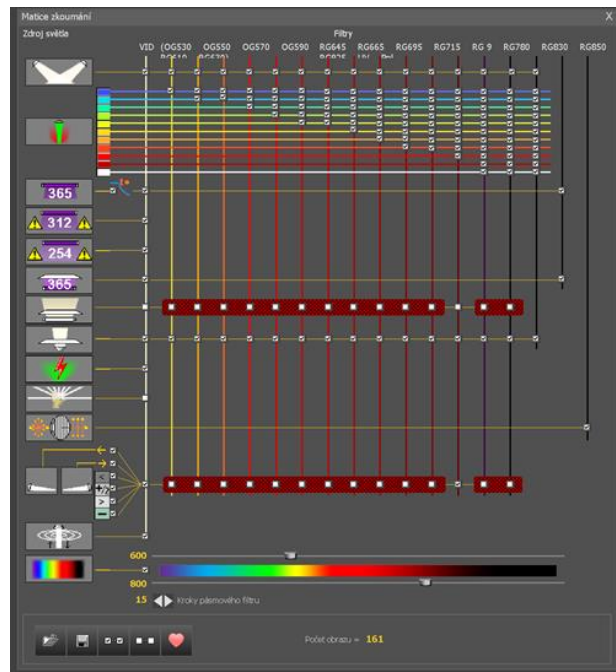 Matice zkoumání X
Zdroj světla Filtry
VID (OG530 OG550 OG570 OG590 RG645 RG665 RG695 RG715 RG 9 RG780 RG830 RG850
365
312
254
365
600
800
15 Kroky pásmového filtru
Počet obrazu = 161